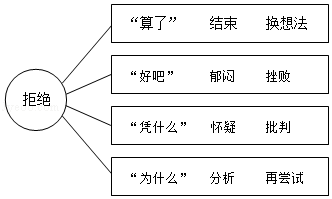 “算了” 结束 换想法
“好吧” 郁闷 挫败
拒绝
“凭什么” 怀疑 批判
“为什么” 分析 再尝试